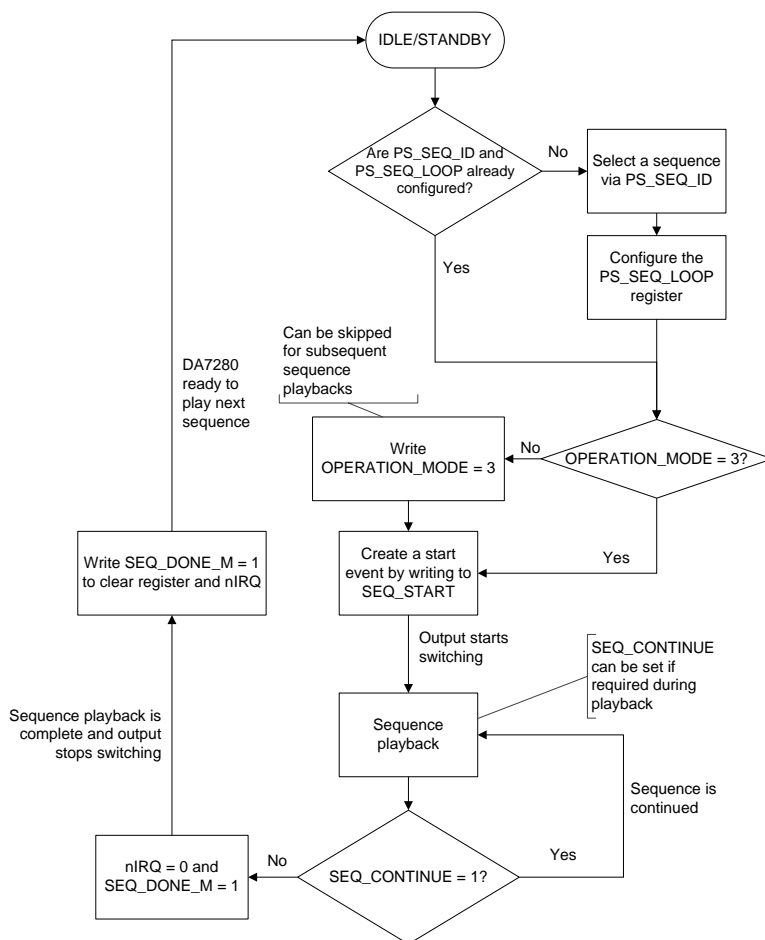 IDLE/STANDBY
Are PS_SEQ_ID and
PS_SEQ_LOOP already
configured?
No
Select a sequence
via PS_SEQ_ID
Configure the
PS_SEQ_LOOP
register
Yes
Can be skipped
for subsequent
sequence
playbacks
DA7280
ready to
play next
sequence
Write
OPERATION_MODE = 3
No
OPERATION_MODE = 3?
Yes
Create a start
event by writing to
SEQ_START
Write SEQ_DONE_M = 1
to clear register and nIRQ
Output starts
switching
SEQ_CONTINUE
can be set if
required during
playback
Sequence
playback
Sequence playback is
complete and output
stops switching
Sequence is
continued
nIRQ = 0 and
SEQ_DONE_M = 1
No
SEQ_CONTINUE = 1?
Yes